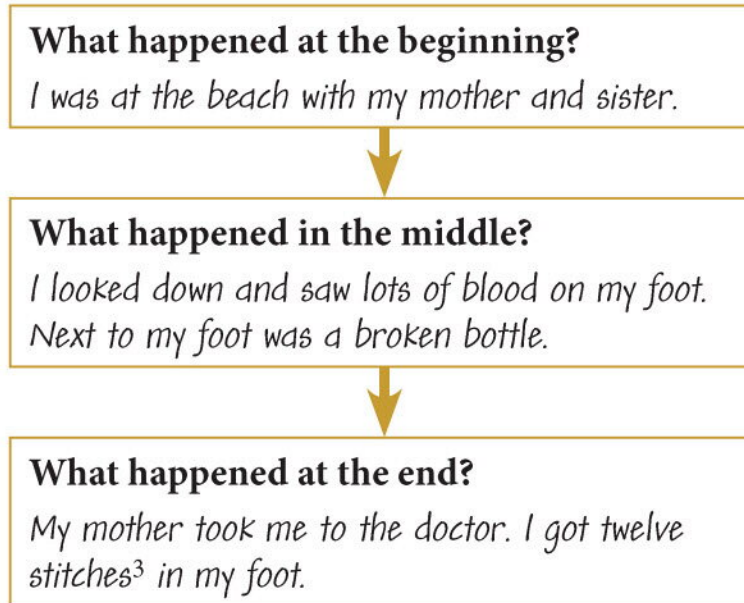 What happened at the beginning?
I was at the beach with my mother and sister.
What happened in the middle?
I looked down and saw lots of blood on my foot.
Next to my foot was a broken bottle.
What happened at the end?
My mother took me to the doctor. I got twelve
stitches³ in my foot.